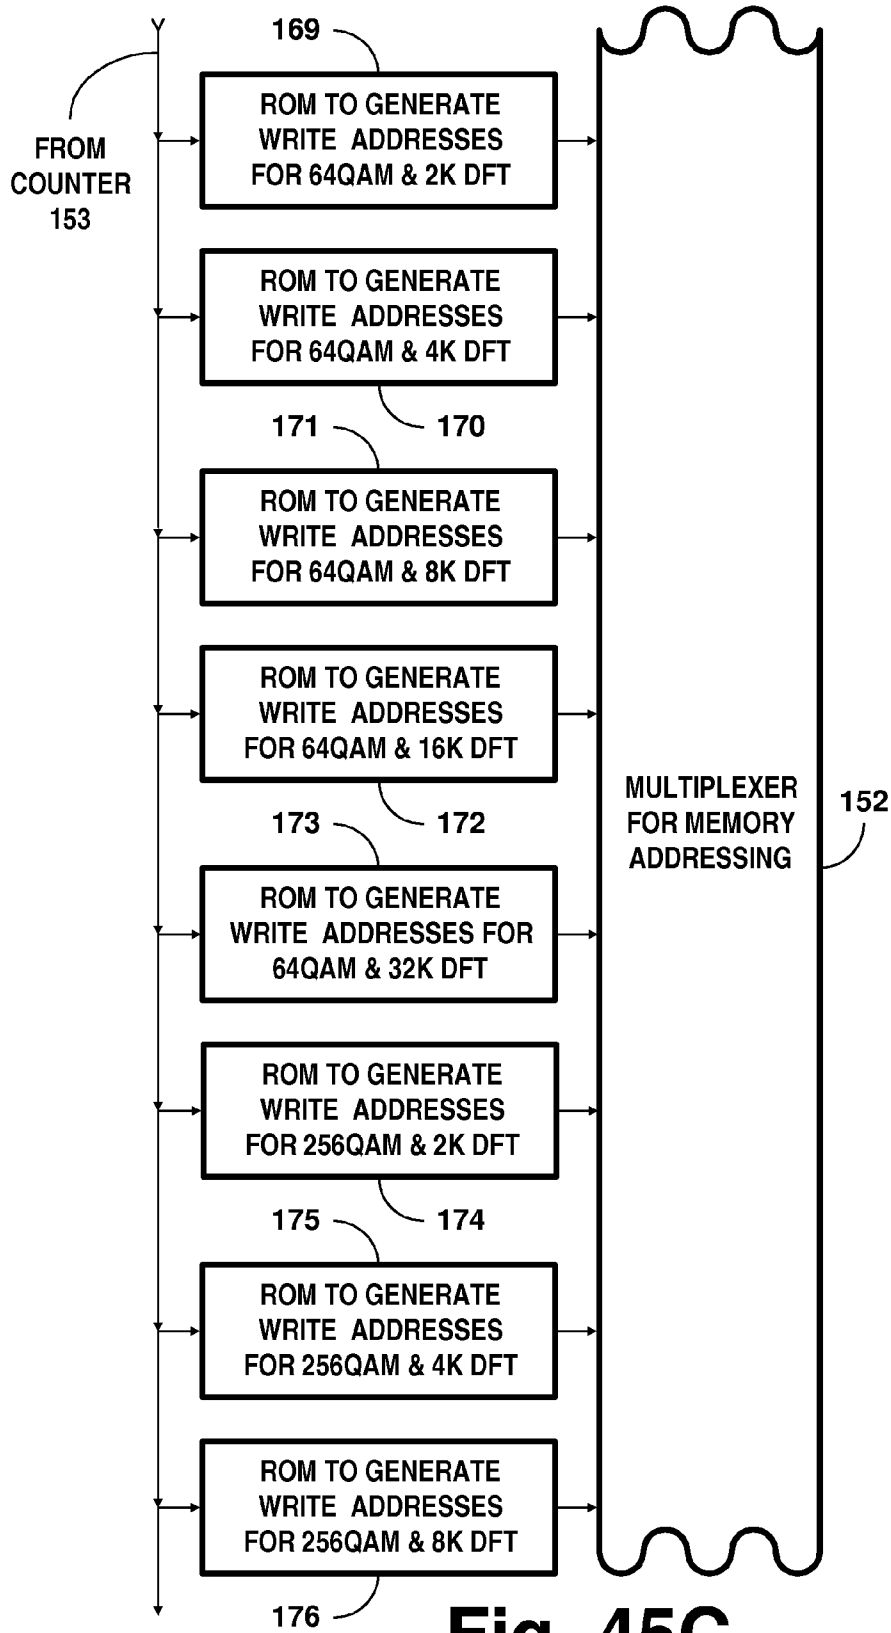 169
ROM TO GENERATE
WRITE ADDRESSES
FOR 64QAM & 2K DFT
FROM
COUNTER
153
ROM TO GENERATE
WRITE ADDRESSES
FOR 64QAM & 4K DFT
170
171
ROM TO GENERATE
WRITE ADDRESSES
FOR 64QAM & 8K DFT
ROM TO GENERATE
WRITE ADDRESSES
FOR 64QAM & 16K DFT
172
MULTIPLEXER
FOR MEMORY
ADDRESSING
152
173
ROM TO GENERATE
WRITE ADDRESSES FOR
64QAM & 32K DFT
ROM TO GENERATE
WRITE ADDRESSES
FOR 256QAM & 2K DFT
174
175
ROM TO GENERATE
WRITE ADDRESSES
FOR 256QAM & 4K DFT
ROM TO GENERATE
WRITE ADDRESSES
FOR 256QAM & 8K DFT
176
Fig. 45C